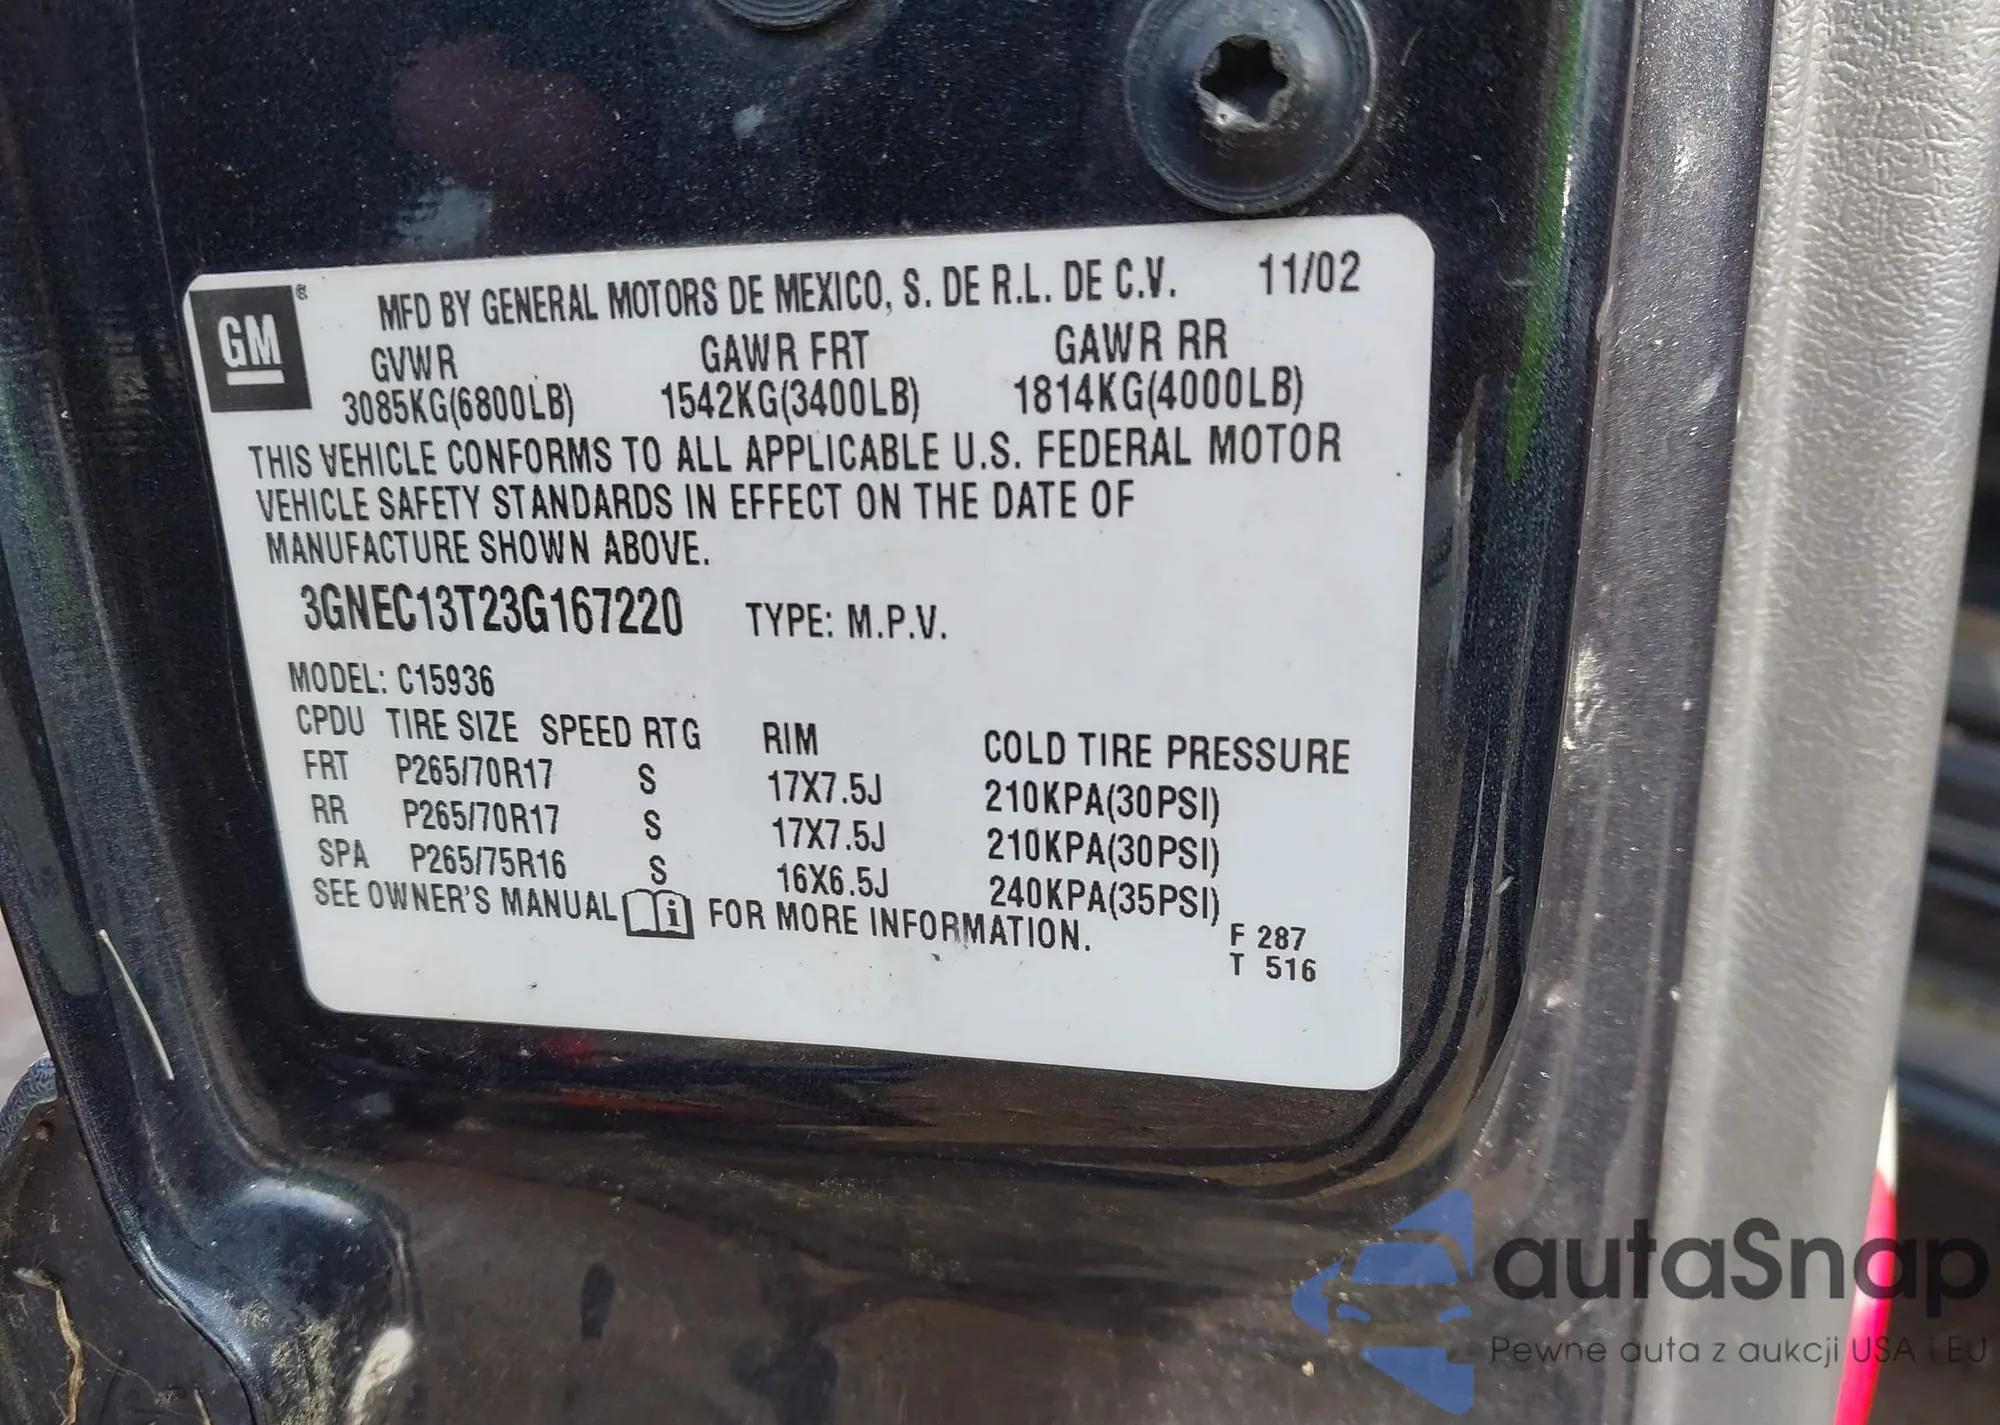 MFD BY GENERAL MOTORS DE MEXICO, S. DE R.L. DE C.V. 11/02
GM ®
GVWR GAWR FRT GAWR RR
3085KG(6800LB) 1542KG(3400LB) 1814KG(4000LB)
THIS VEHICLE CONFORMS TO ALL APPLICABLE U.S. FEDERAL MOTOR
VEHICLE SAFETY STANDARDS IN EFFECT ON THE DATE OF
MANUFACTURE SHOWN ABOVE.
3GNEC13T23G167220 TYPE: M.P.V.
MODEL: C15936
CPDU TIRE SIZE SPEED RTG RIM COLD TIRE PRESSURE
FRT P265/70R17 S 17X7.5J 210KPA(30PSI)
RR P265/70R17 S 17X7.5J 210KPA(30PSI)
SPA P265/75R16 S 16X6.5J 240KPA(35PSI)
SEE OWNER'S MANUAL i FOR MORE INFORMATION.
F 287
T 516
autaSnap
Pewne auta z aukcji USA i EU